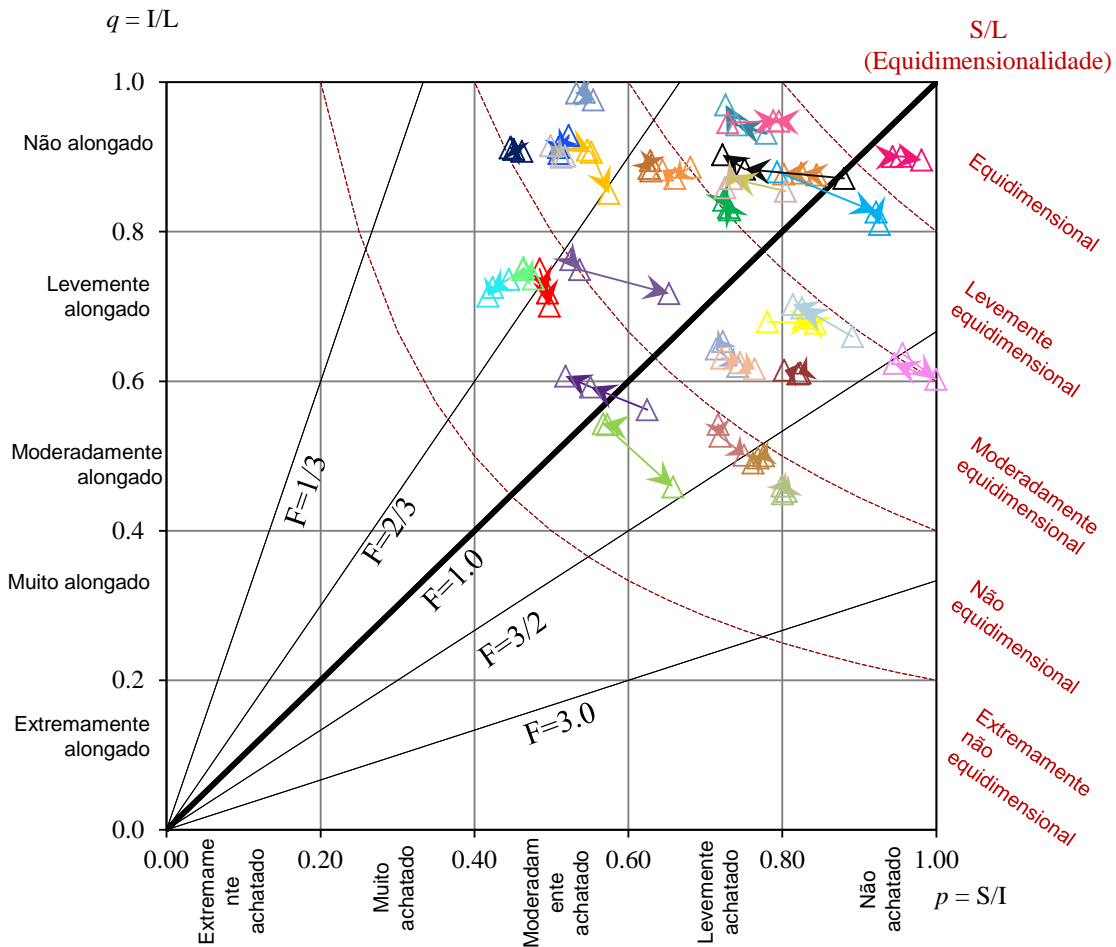 q = I/L
S/L
(Equidimensionalidade)
1.0
Não alongado
0.8
Levemente
alongado
0.6
Moderadamente
alongado
0.4
Muito alongado
0.2
Extremamente
alongado
0.0
F=1/3
F=2/3
F=1.0
F=3/2
F=3.0
Equidimensional
Levemente
equidimensional
Moderadamente
equidimensional
Não
equidimensional
Extremamente
não
equidimensional
0.00
0.20
0.40
0.60
0.80
1.00
Extremame
nte
achatado
Muito
achatado
Moderadam
ente
achatado
Levemente
achatado
Não
achatado
p = S/I